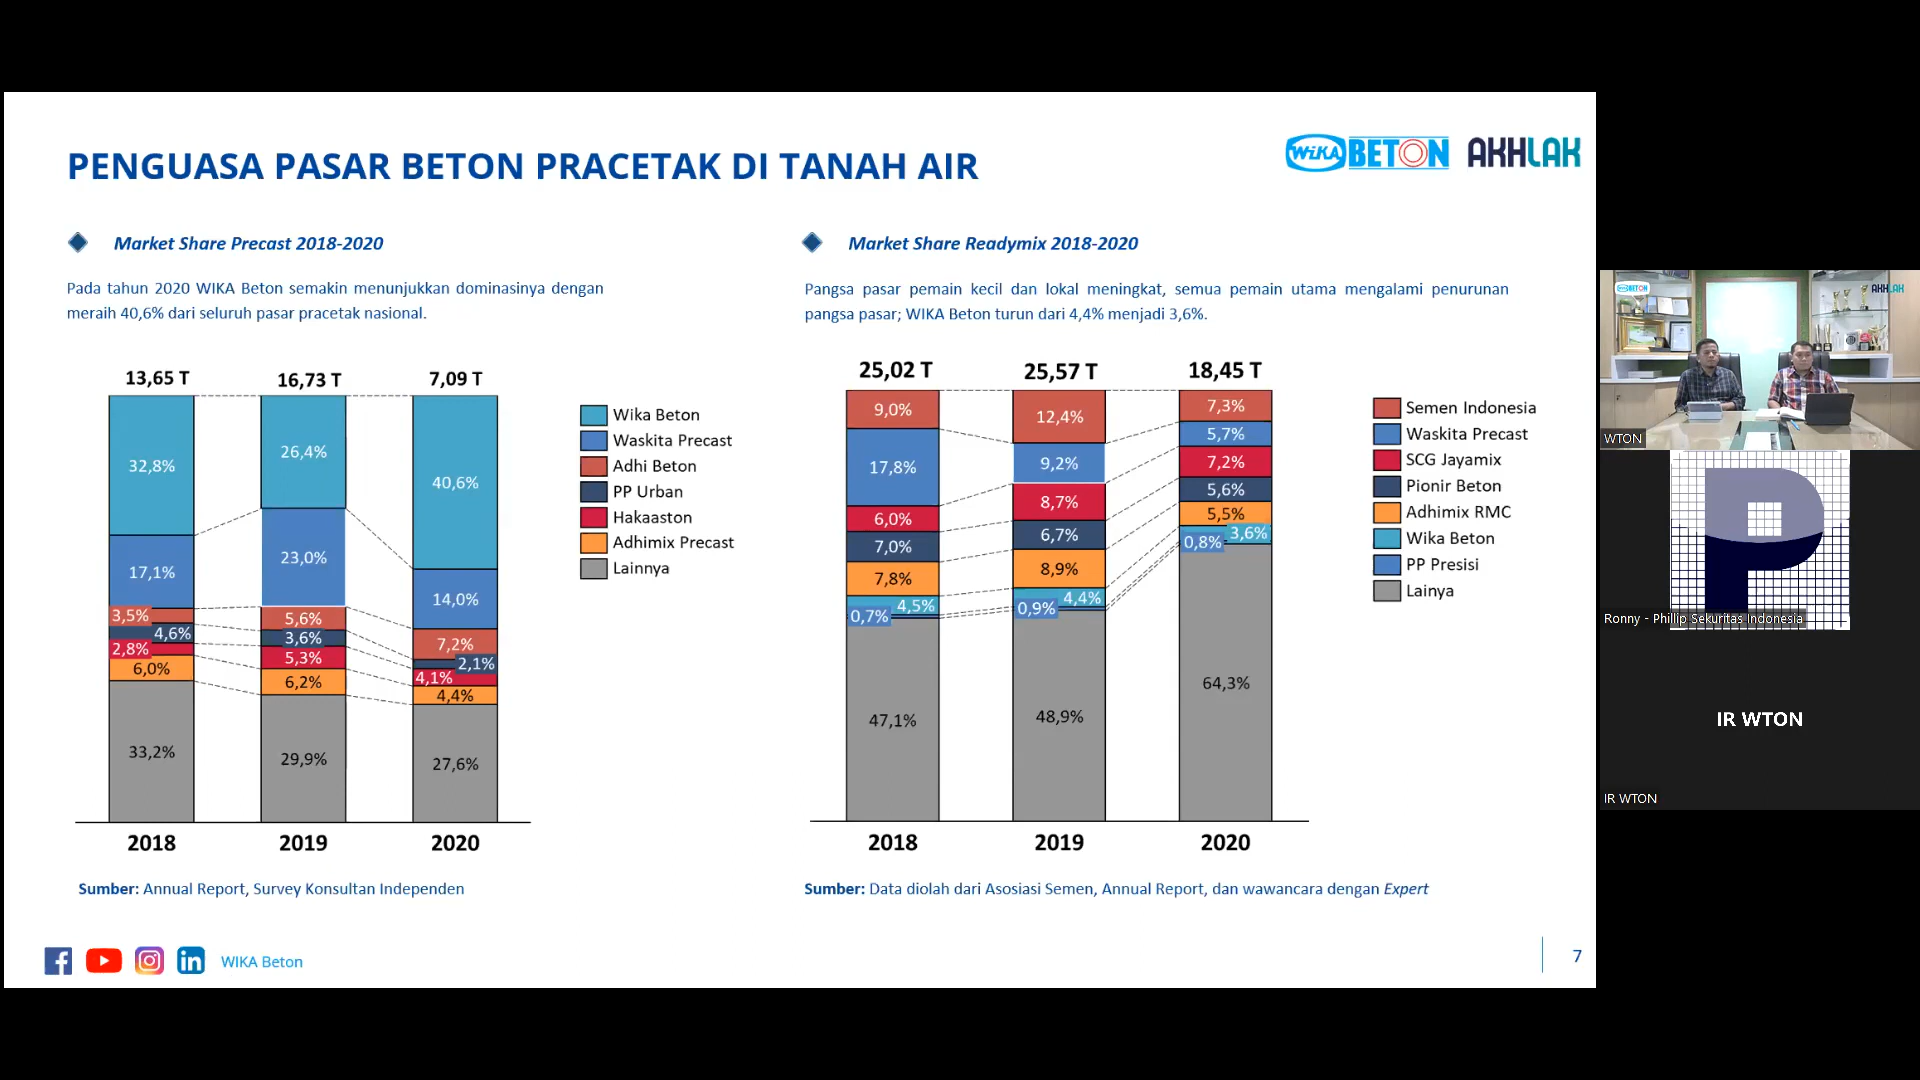 PENGUASA PASAR BETON PRACETAK DI TANAH AIR
WIKA BETON
AKHLAK
Market Share Precast 2018-2020
Pada tahun 2020 WIKA Beton semakin menunjukkan dominasinya dengan
meraih 40,6% dari seluruh pasar pracetak nasional.
13,65 T
16,73 T
7,09 T
32,8%
26,4%
40,6%
17,1%
23,0%
14,0%
3,5%
5,6%
7,2%
4,6%
3,6%
2,1%
2,8%
5,3%
4,1%
6,0%
6,2%
4,4%
33,2%
29,9%
27,6%
2018
2019
2020
Wika Beton
Waskita Precast
Adhi Beton
PP Urban
Hakaaston
Adhimix Precast
Lainnya
Sumber: Annual Report, Survey Konsultan Independen
Market Share Readymix 2018-2020
Pangsa pasar pemain kecil dan lokal meningkat, semua pemain utama mengalami penurunan
pangsa pasar; WIKA Beton turun dari 4,4% menjadi 3,6%.
25,02 T
25,57 T
18,45 T
9,0%
12,4%
7,3%
17,8%
9,2%
5,7%
6,0%
8,7%
7,2%
7,0%
6,7%
5,6%
7,8%
8,9%
5,5%
4,5%
4,4%
3,6%
0,7%
0,9%
0,8%
47,1%
48,9%
64,3%
2018
2019
2020
Semen Indonesia
Waskita Precast
SCG Jayamix
Pionir Beton
Adhimix RMC
Wika Beton
PP Presisi
Lainya
Sumber: Data diolah dari Asosiasi Semen, Annual Report, dan wawancara dengan Expert
WIKA Beton
7
AKHLAK
WTON
Ronny - Phillip Sekuritas Indonesia
IR WTON
IR WTON